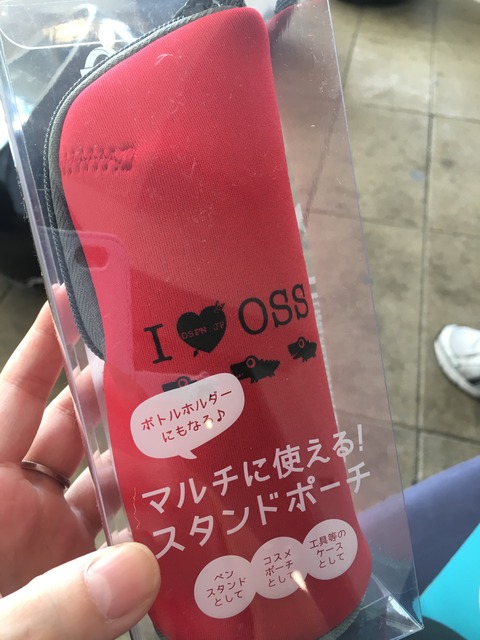 I ♥ OSS
OSPN JP
ボトルホルダー
にもなる♪
マルチに使える!
スタンドポーチ
ペン
スタンド
として
コスメ
ポーチ
として
工具等の
ケース
として